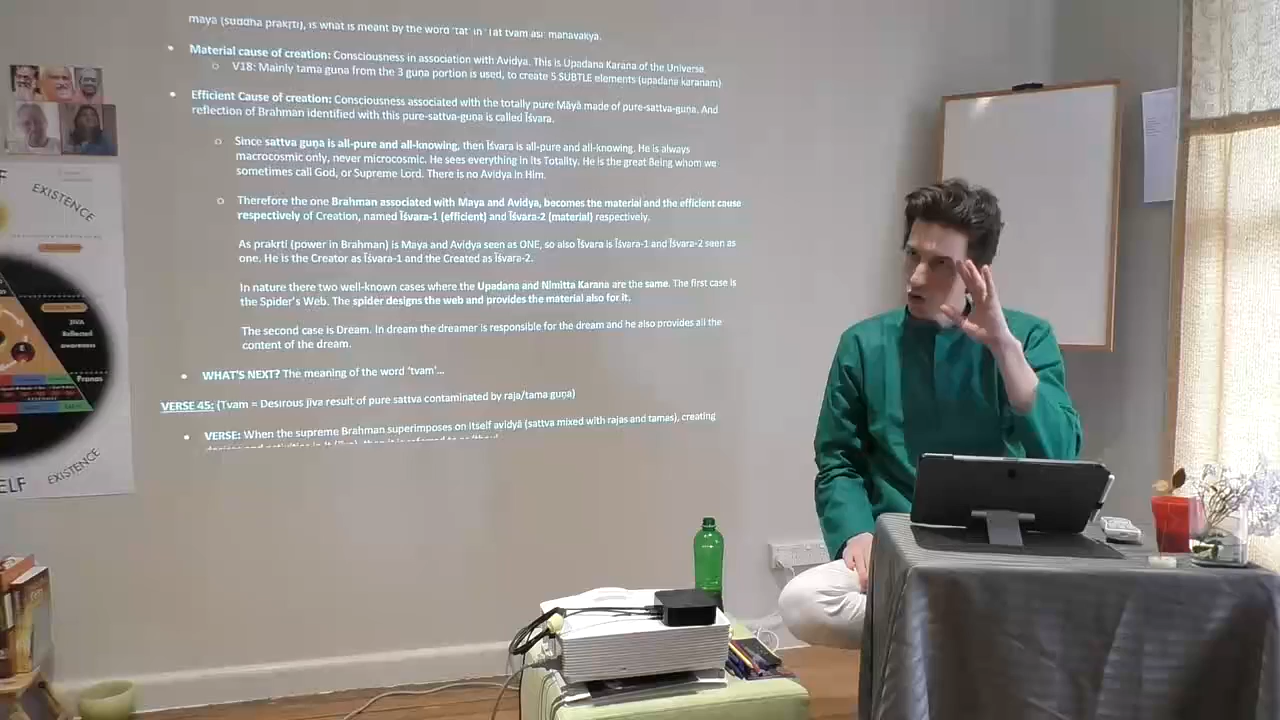 maya (suddha prakṛti), is what is meant by the word 'tat' in 'Tat tvam asi' mahavakya.
• Material cause of creation: Consciousness in association with Avidya. This is Upadana Karana of the Universe.
o V18: Mainly tama guna from the 3 guna portion is used, to create 5 SUBTLE elements (upadana karanam)
• Efficient Cause of creation: Consciousness associated with the totally pure Māyā made of pure-sattva-guṇa. And
reflection of Brahman identified with this pure-sattva-guṇa is called Īśvara.
o Since sattva guṇa is all-pure and all-knowing, then Īśvara is all-pure and all-knowing. He is always
macrocosmic only, never microcosmic. He sees everything in its Totality. He is the great Being whom we
sometimes call God, or Supreme Lord. There is no Avidya in Him.
o Therefore the one Brahman associated with Maya and Avidya, becomes the material and the efficient cause
respectively of Creation, named Īśvara-1 (efficient) and Īśvara-2 (material) respectively.
As prakṛti (power in Brahman) is Maya and Avidya seen as ONE, so also Īśvara is Īśvara-1 and Īśvara-2 seen as
one. He is the Creator as Īśvara-1 and the Created as Īśvara-2.
In nature there two well-known cases where the Upadana and Nimitta Karana are the same. The first case is
the Spider's Web. The spider designs the web and provides the material also for it.
The second case is Dream. In dream the dreamer is responsible for the dream and he also provides all the
content of the dream.
• WHAT'S NEXT? The meaning of the word 'tvam'...
VERSE 45: (Tvam = Desirous jiva result of pure sattva contaminated by raja/tama guṇa)
• VERSE: When the supreme Brahman superimposes on Itself avidyā (sattva mixed with rajas and tamas), creating
EXISTENCE
JIVA
Reflected
awareness
Pranas
EXISTENCE
ELF